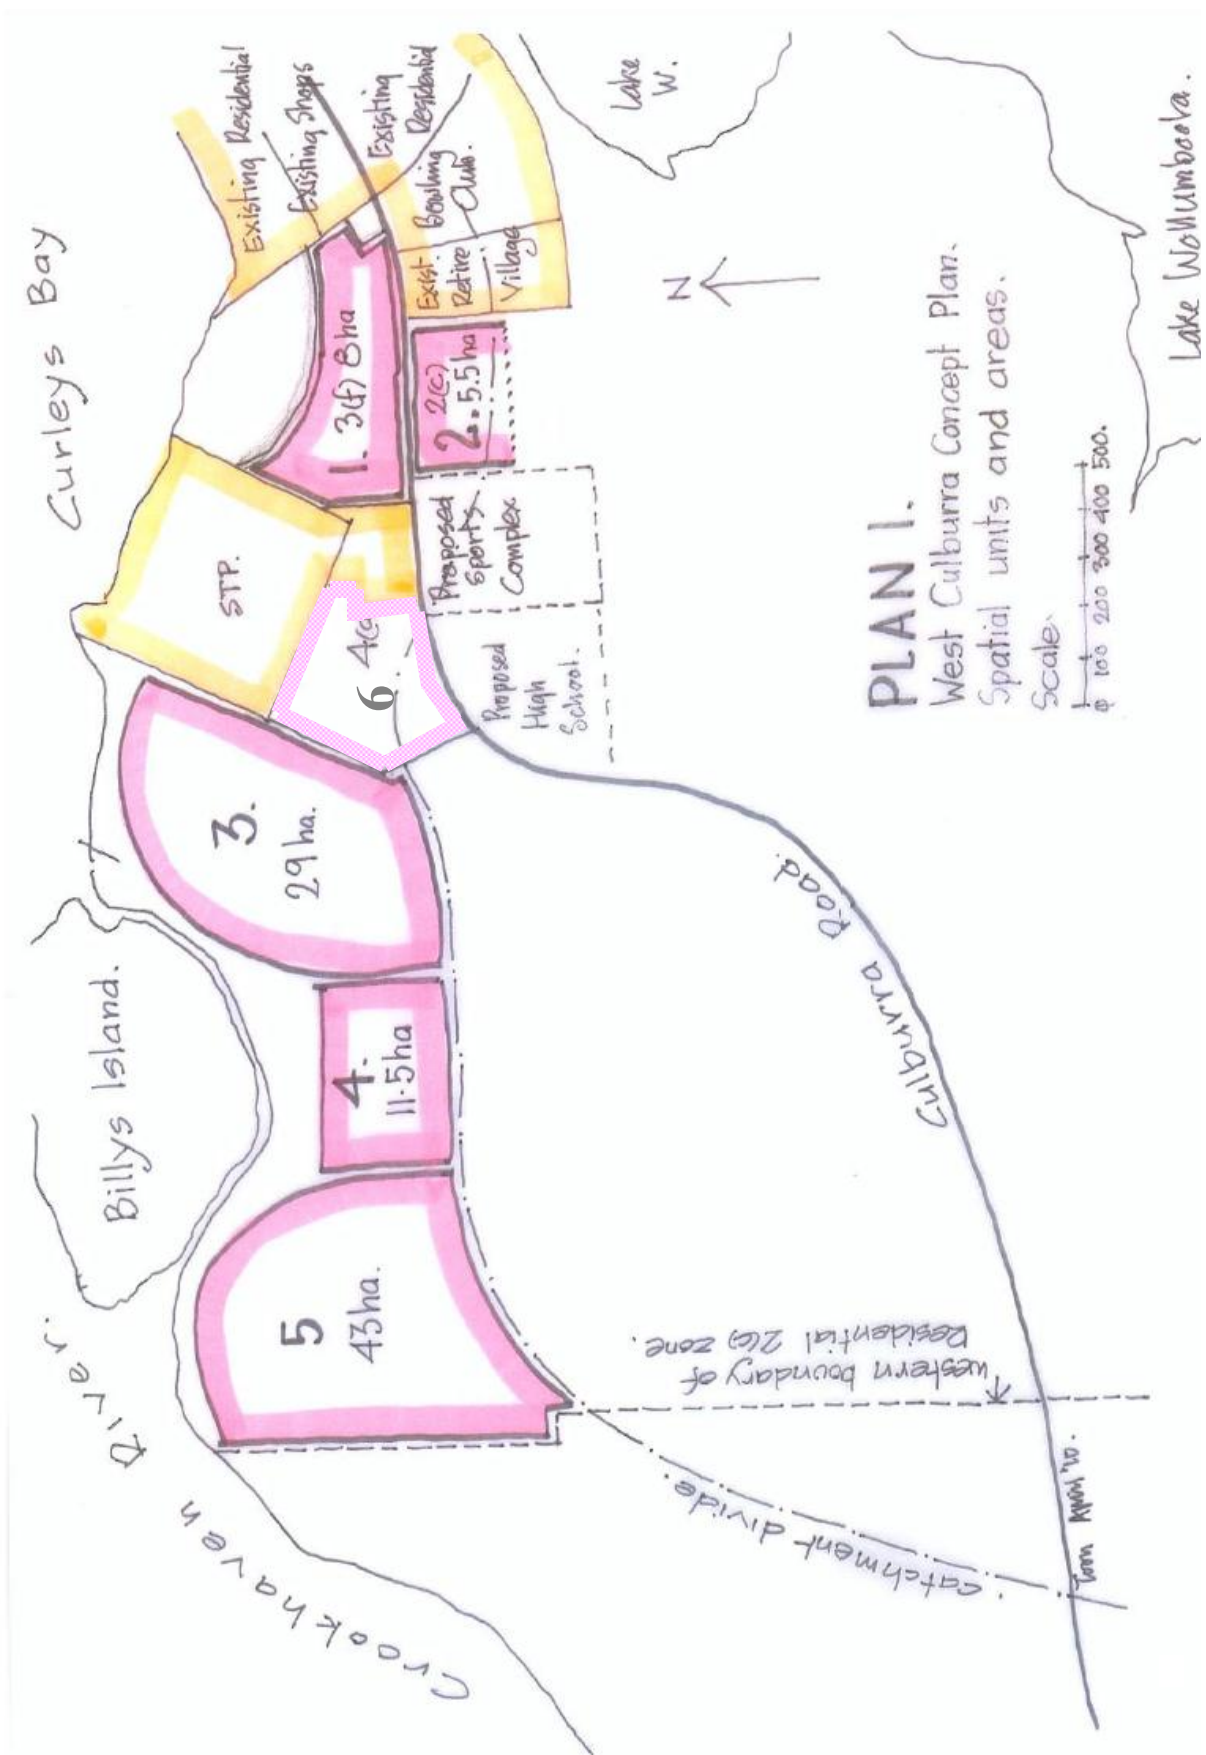 PLAN 1.
West Culburra Concept Plan.
Spatial units and areas.
Scale.
0 100 200 300 400 500.
N
Curleys Bay
Crookhaven River.
Billys Island.
Lake
W.
Lake Wollumboola.
Existing Residential
Existing Shops
Existing
Residential
Bowling
Club.
Exist.
Retire
Village
1. 3(f) 8ha
2(c)
2. 5.5ha
STP.
Proposed
Sports
Complex
Proposed
High
School.
6. 4(a
3.
29ha.
4.
11.5ha
5
43ha.
Culburra Road.
western boundary of
Residential 2(c) zone.
catchment divide.
April '20.